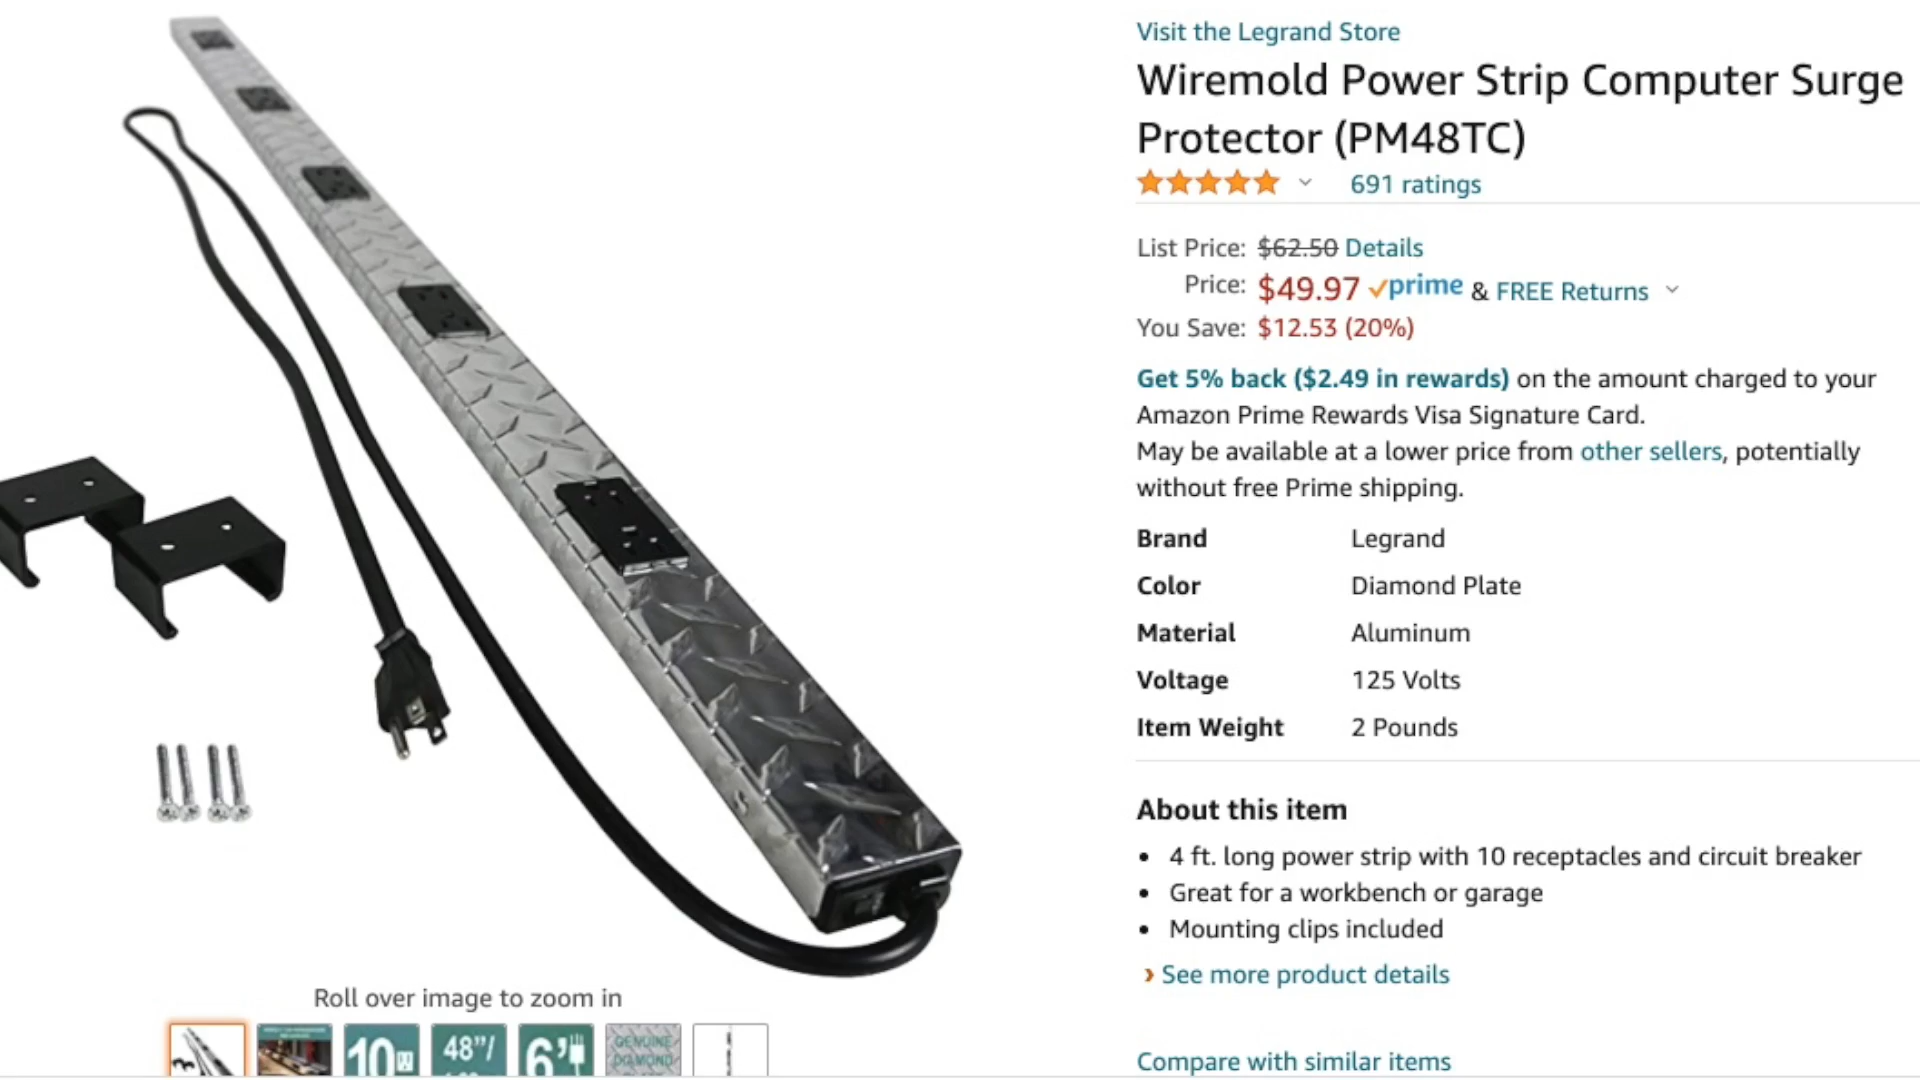 Visit the Legrand Store
Wiremold Power Strip Computer Surge
Protector (PM48TC)
691 ratings
List Price: $62.50 Details
Price: $49.97 prime & FREE Returns
You Save: $12.53 (20%)
Get 5% back ($2.49 in rewards) on the amount charged to your
Amazon Prime Rewards Visa Signature Card.
May be available at a lower price from other sellers, potentially
without free Prime shipping.
Brand Legrand
Color Diamond Plate
Material Aluminum
Voltage 125 Volts
Item Weight 2 Pounds
About this item
• 4 ft. long power strip with 10 receptacles and circuit breaker
• Great for a workbench or garage
• Mounting clips included
› See more product details
Compare with similar items
Roll over image to zoom in
10
48"/
6'
GENUINE
DIAMOND